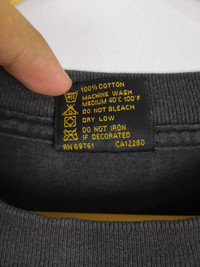 100% COTTON
MACHINE WASH
MEDIUM 40°C 100°F
DO NOT BLEACH
DRY LOW
DO NOT IRON
IF DECORATED
RN 69761 CA12280